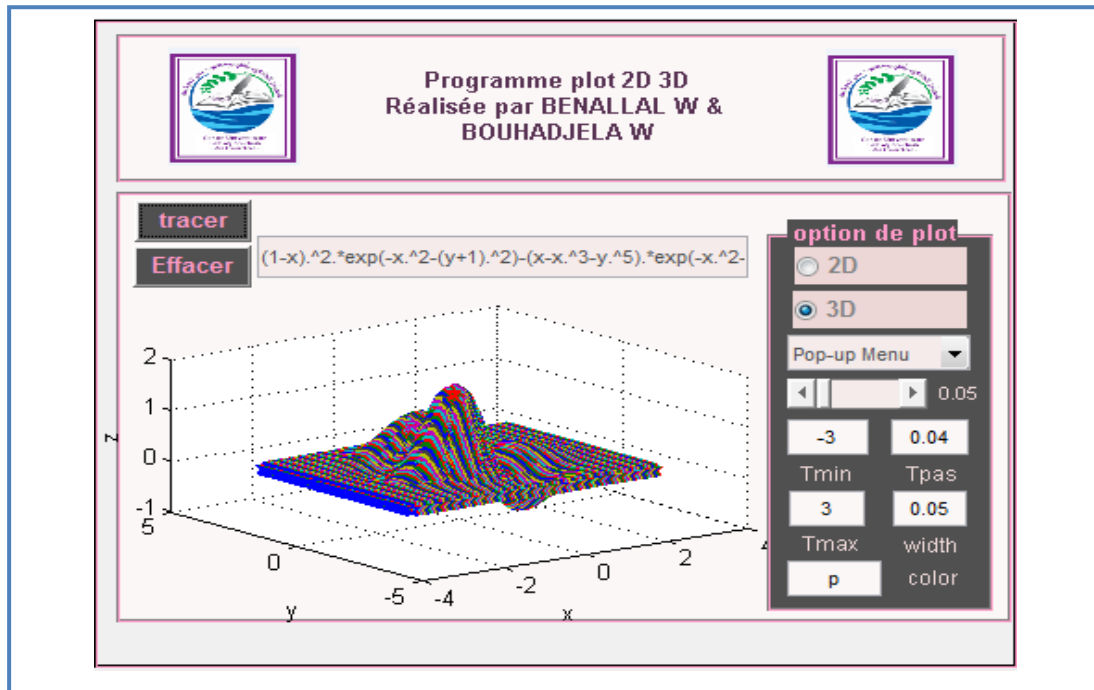 Programme plot 2D 3D
Réalisée par BENALLAL W &
BOUHADJELA W
tracer
Effacer
(1-x).^2.*exp(-x.^2-(y+1).^2)-(x-x.^3-y.^5).*exp(-x.^2-
option de plot
2D
3D
Pop-up Menu
0.05
-3
0.04
Tmin
Tpas
3
0.05
Tmax
width
p
color
2
1
0
-1
z
5
0
-5
y
-4
-2
0
2
4
x